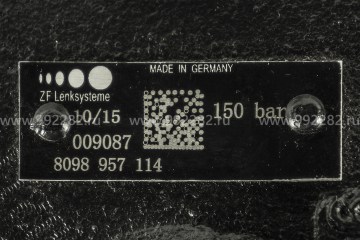 MADE IN GERMANY
ZF Lenksysteme
10/15
150 bar
009087
8098 957 114